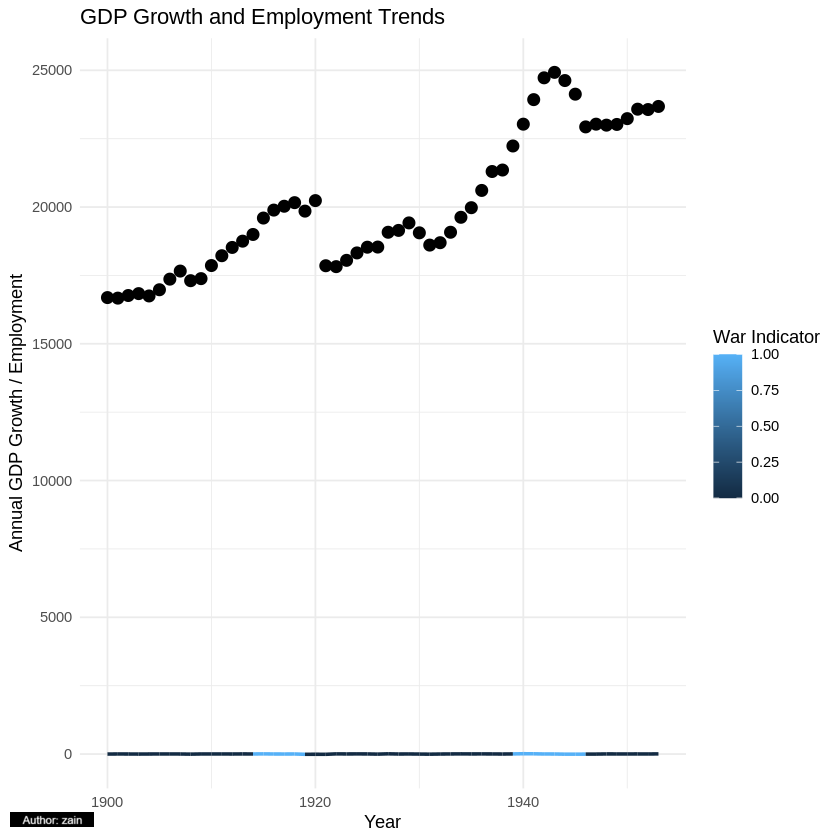 GDP Growth and Employment Trends
Annual GDP Growth / Employment
25000
20000
15000
10000
5000
0
1900
1920
1940
Year
War Indicator
1.00
0.75
0.50
0.25
0.00
Author: zain